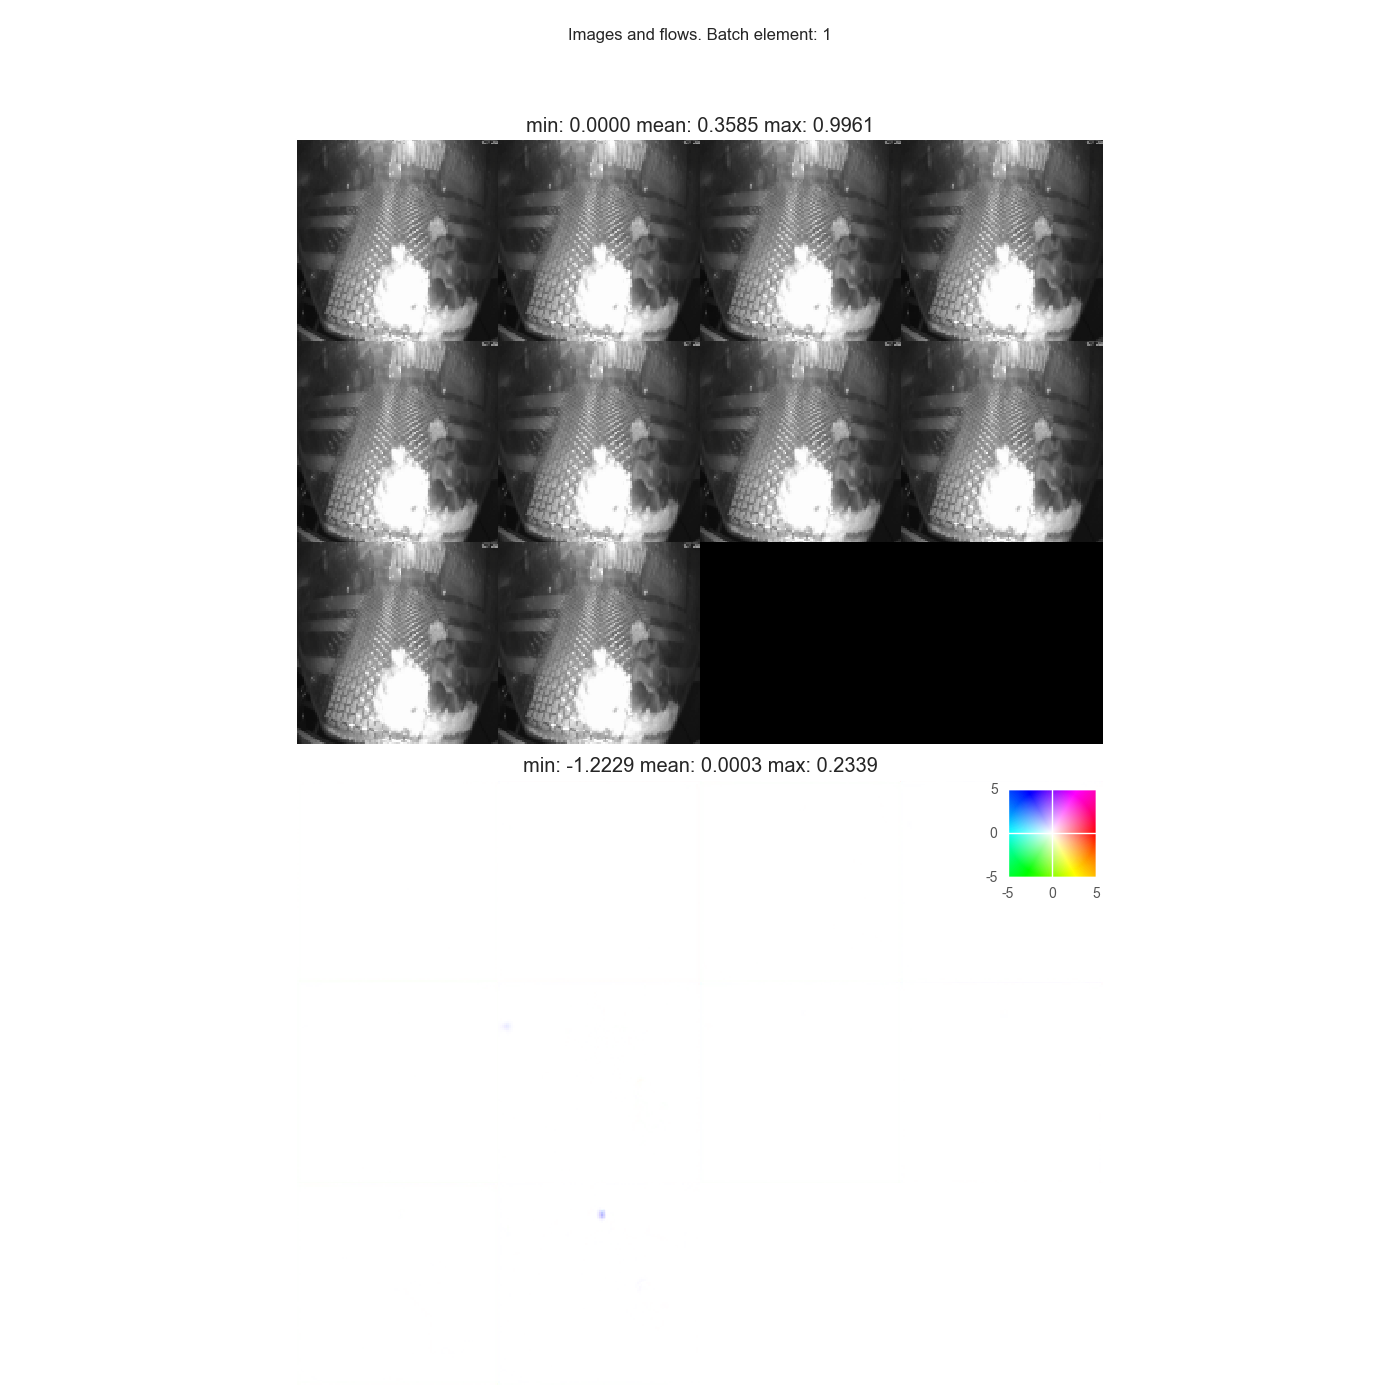 Images and flows. Batch element: 1
min: 0.0000 mean: 0.3585 max: 0.9961
min: -1.2229 mean: 0.0003 max: 0.2339
5
0
-5
-5 0 5